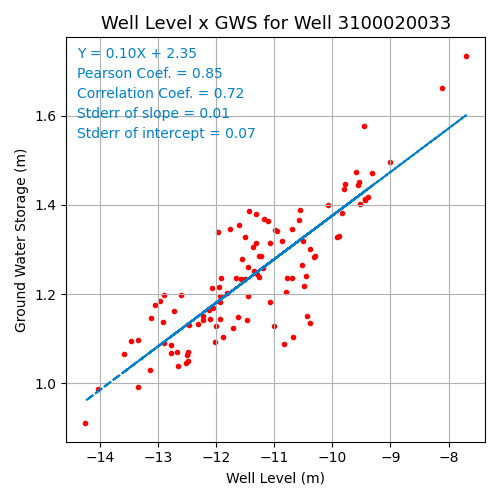 Well Level x GWS for Well 3100020033
Y = 0.10X + 2.35
Pearson Coef. = 0.85
Correlation Coef. = 0.72
Stderr of slope = 0.01
Stderr of intercept = 0.07
Ground Water Storage (m)
1.6
1.4
1.2
1.0
−14 −13 −12 −11 −10 −9 −8
Well Level (m)